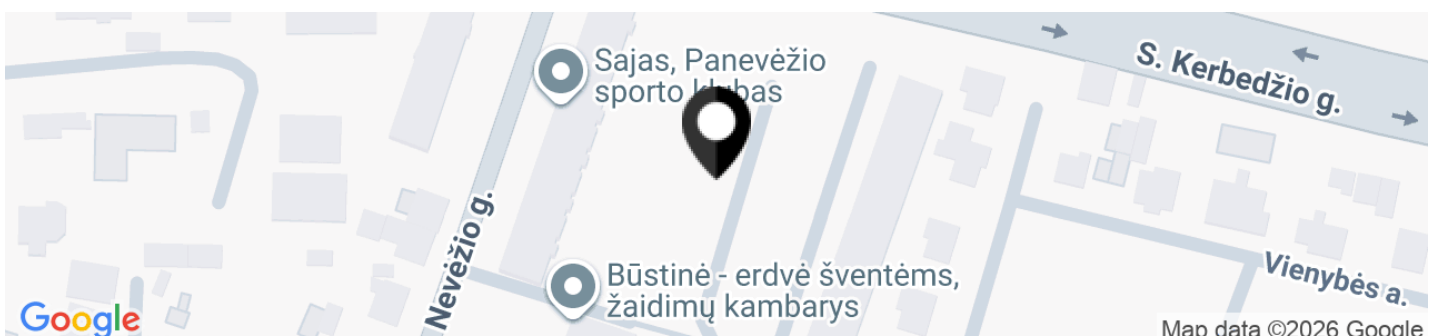 Sajas, Panevėžio
sporto klubas
S. Kerbedžio g.
Nevėžio g.
Būstinė - erdvė šventėms,
žaidimų kambarys
Vienybės a.
Google
Map data ©2026 Google